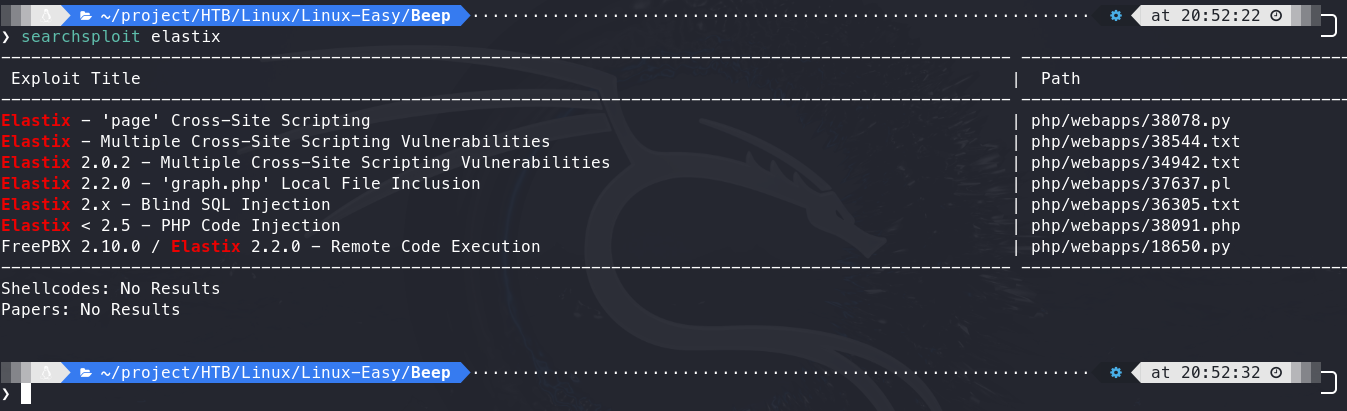 ~/project/HTB/Linux/Linux-Easy/Beep at 20:52:22
❯ searchsploit elastix
Exploit Title | Path
Elastix - 'page' Cross-Site Scripting | php/webapps/38078.py
Elastix - Multiple Cross-Site Scripting Vulnerabilities | php/webapps/38544.txt
Elastix 2.0.2 - Multiple Cross-Site Scripting Vulnerabilities | php/webapps/34942.txt
Elastix 2.2.0 - 'graph.php' Local File Inclusion | php/webapps/37637.pl
Elastix 2.x - Blind SQL Injection | php/webapps/36305.txt
Elastix < 2.5 - PHP Code Injection | php/webapps/38091.php
FreePBX 2.10.0 / Elastix 2.2.0 - Remote Code Execution | php/webapps/18650.py
Shellcodes: No Results
Papers: No Results
~/project/HTB/Linux/Linux-Easy/Beep at 20:52:32
❯